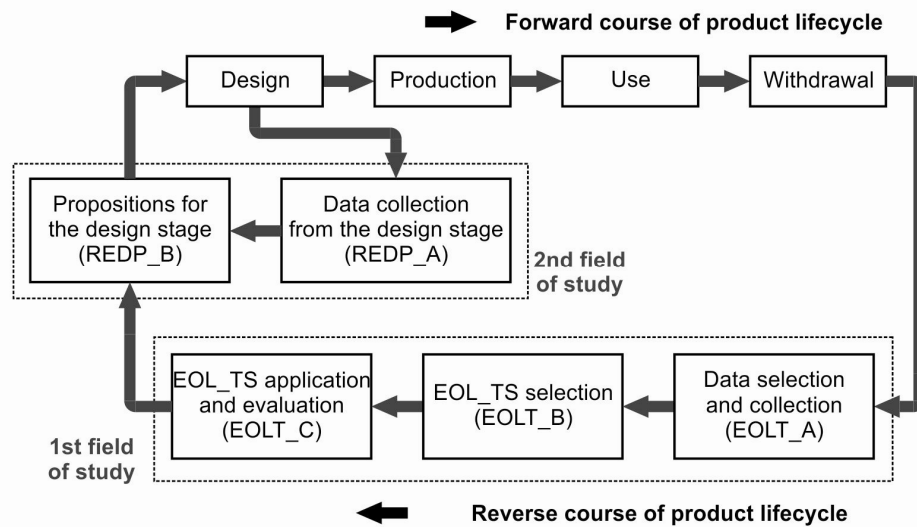 Forward course of product lifecycle
Design
Production
Use
Withdrawal
Propositions for
the design stage
(REDP_B)
Data collection
from the design stage
(REDP_A)
2nd field
of study
EOL_TS application
and evaluation
(EOLT_C)
EOL_TS selection
(EOLT_B)
Data selection
and collection
(EOLT_A)
1st field
of study
Reverse course of product lifecycle